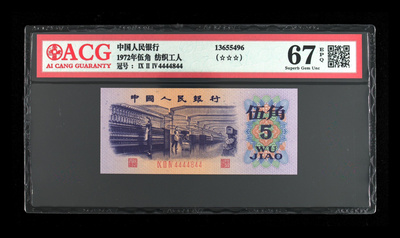 ACG
AI CANG GUARANTY
中国人民银行
1972年伍角 纺织工人
冠号：IX II IV 4444844
13655496
(☆☆☆)
67 EPQ
Superb Gem Unc
中国人民银行
伍角
5
WU
JIAO
IX II IV 4444844